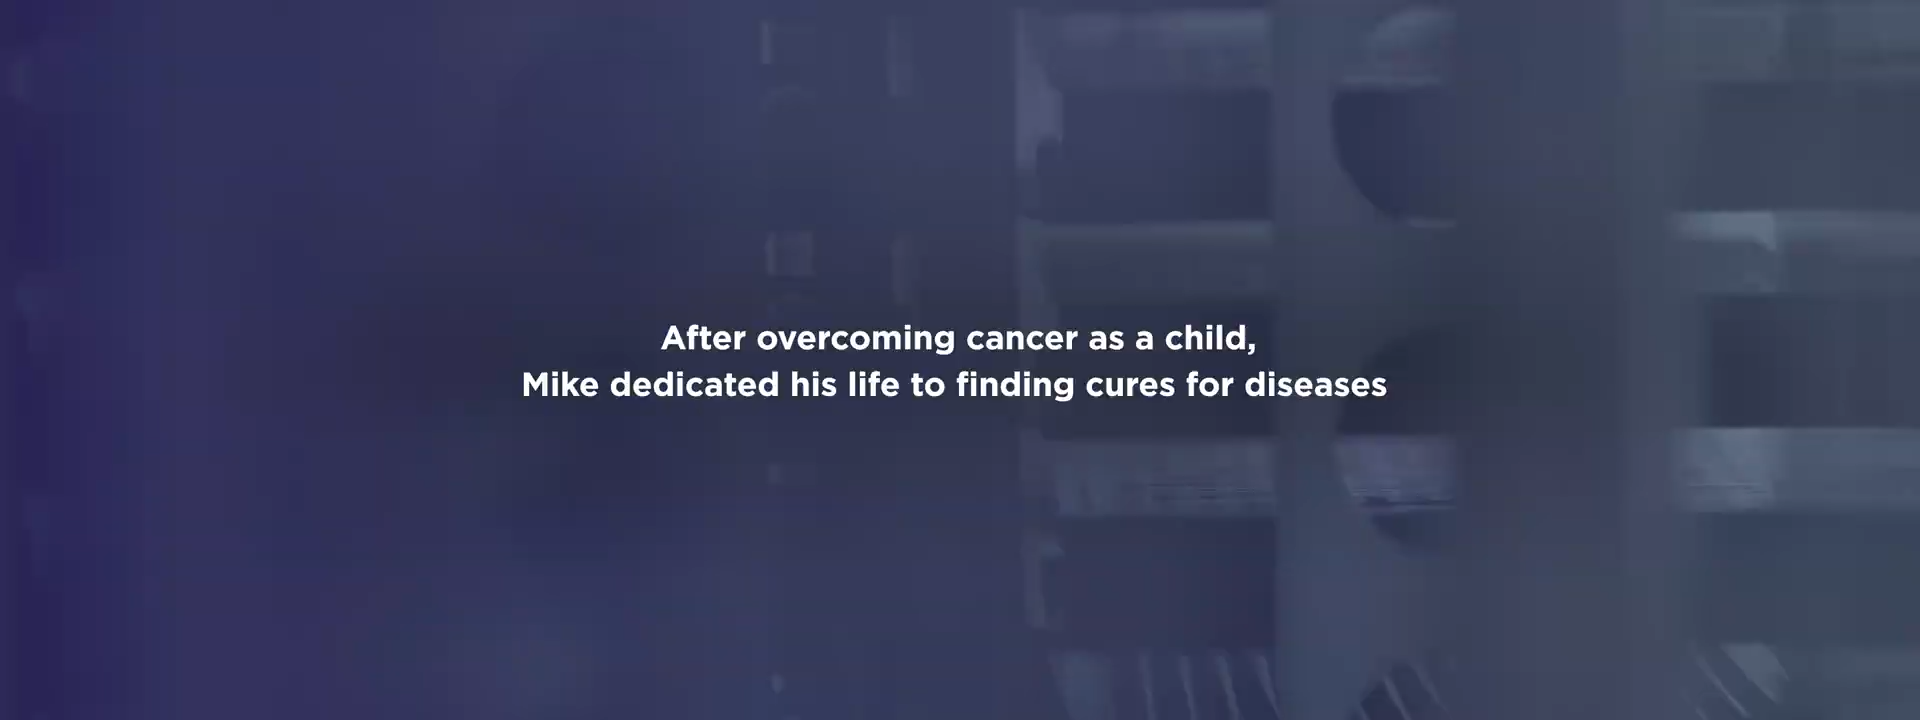 After overcoming cancer as a child,
Mike dedicated his life to finding cures for diseases